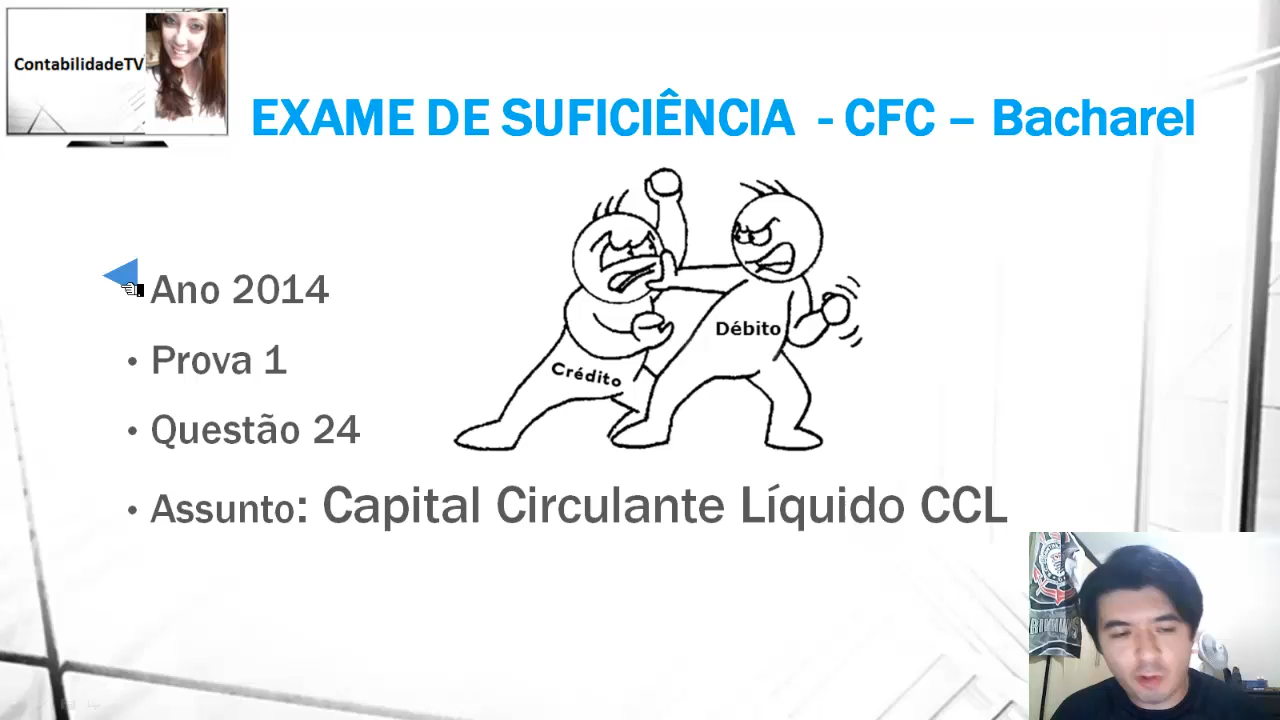 ContabilidadeTV
EXAME DE SUFICIÊNCIA - CFC – Bacharel
• Ano 2014
• Prova 1
• Questão 24
• Assunto: Capital Circulante Líquido CCL
Crédito
Débito